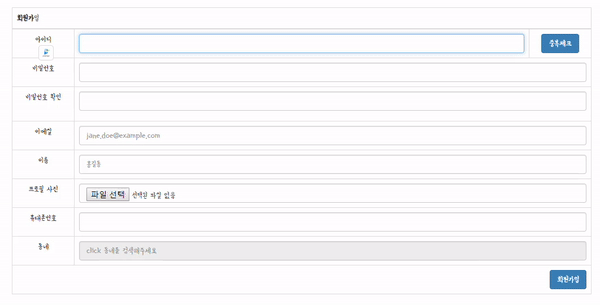 회원가입
아이디
중복체크
비밀번호
비밀번호 확인
이메일
jane.doe@example.com
이름
홍길동
프로필 사진
파일 선택 선택된 파일 없음
휴대폰번호
동네
click 동네를 검색해주세요
회원가입